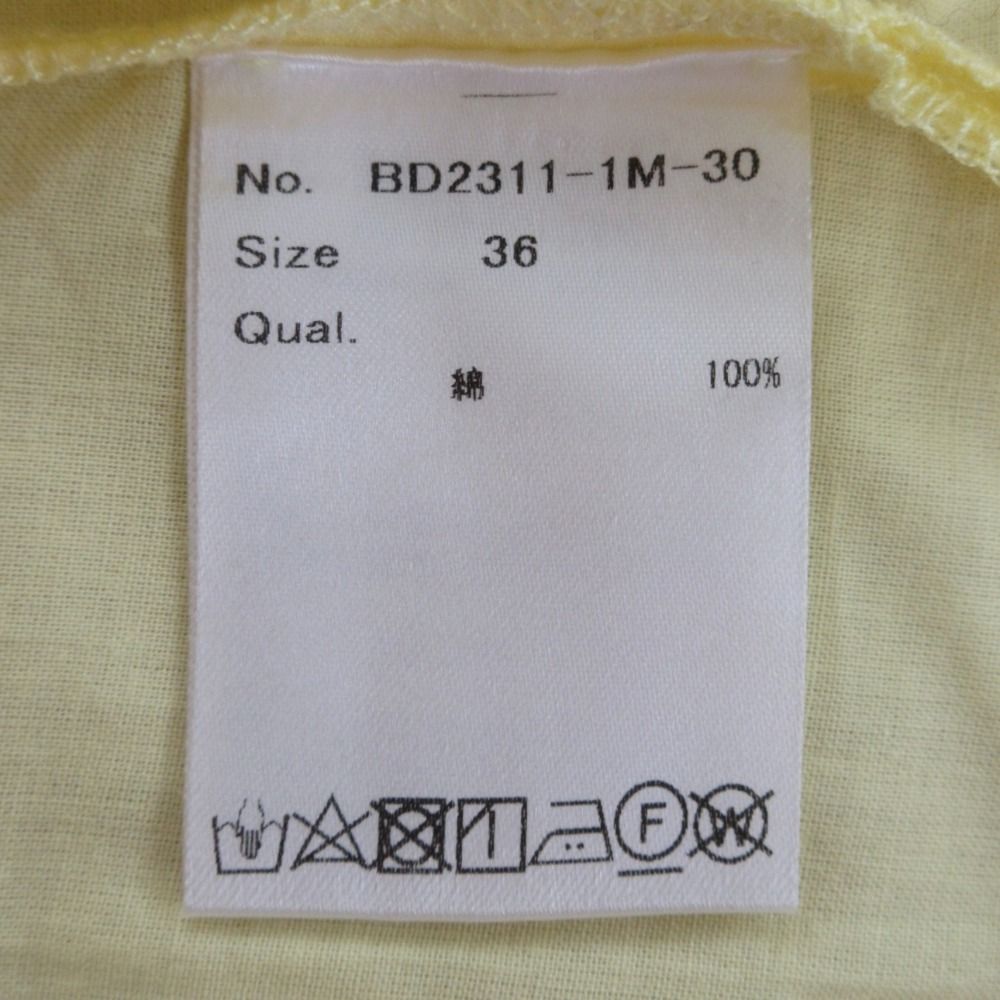 No. BD2311-1M-30
Size 36
Qual.
綿 100%
F W